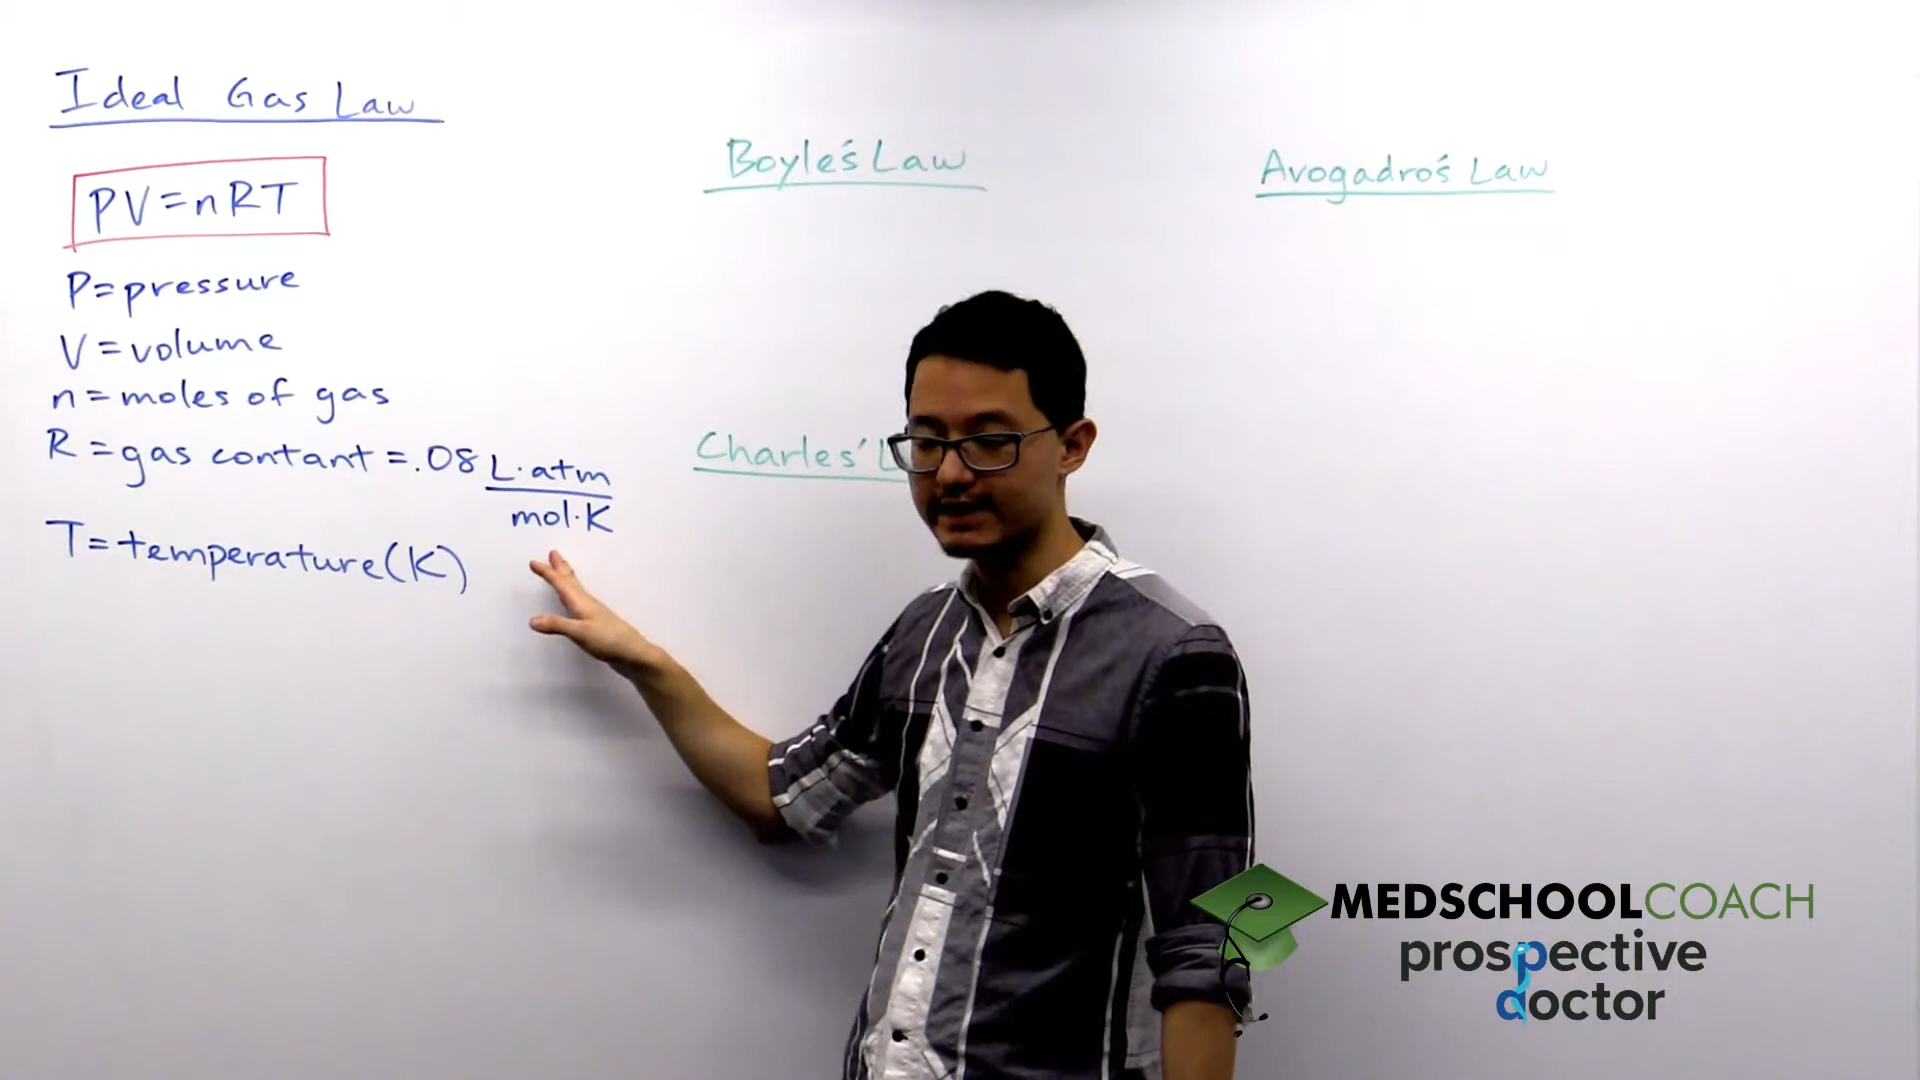 Ideal Gas Law
PV=nRT
P=pressure
V=volume
n=moles of gas
R=gas contant=.08 L·atm
mol·K
T=temperature(K)
Boyle's Law
Charles' L
Avogadro's Law
MEDSCHOOLCOACH
prospective
doctor